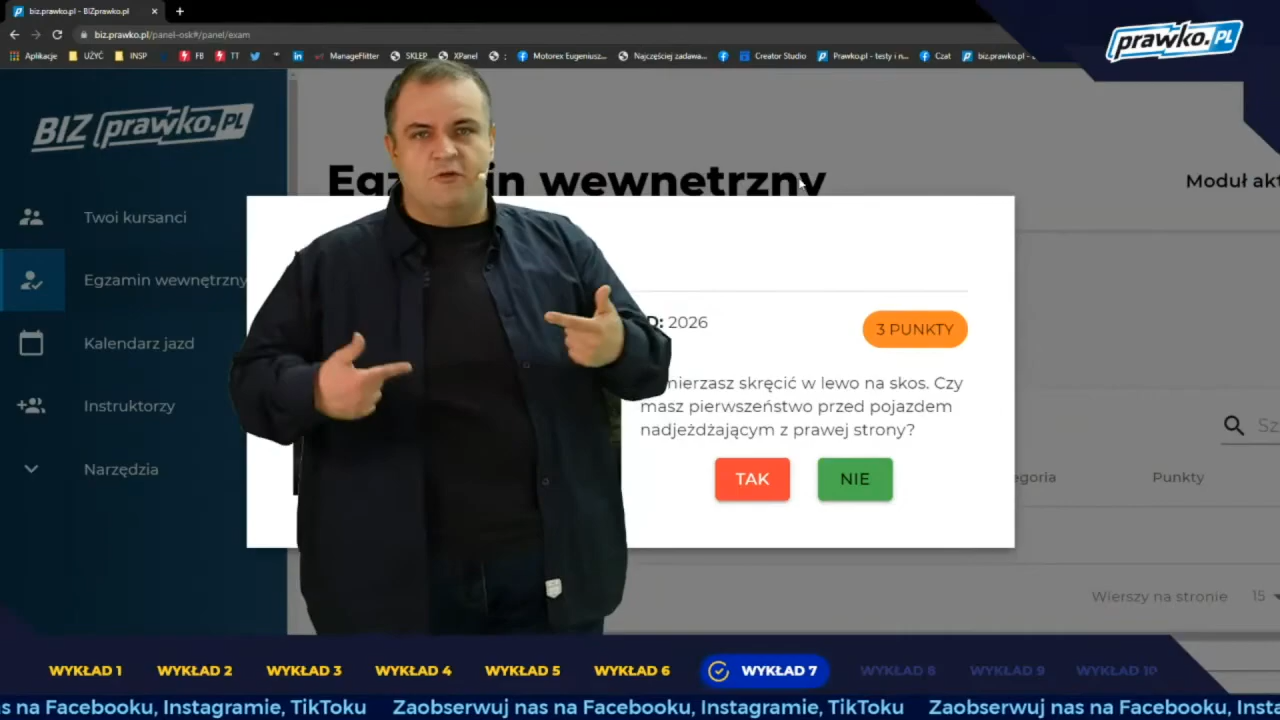 biz.prawko.pl - BIZprawko.pl
biz.prawko.pl/panel-osk#/panel/exam
Aplikacje UŻYĆ INSP FB TT ManageFlitter SKLEP XPanel Motorex Eugeniusz... Najczęściej zadawa... Creator Studio Prawko.pl - testy i n... Czat biz.prawko.pl -
prawko.PL
BIZ prawko.PL
Twoi kursanci
Egzamin wewnętrzny
Kalendarz jazd
Instruktorzy
Narzędzia
Egz in wewnetrzny
Moduł akt
D: 2026
3 PUNKTY
mierzasz skręcić w lewo na skos. Czy
masz pierwszeństwo przed pojazdem
nadjeżdżającym z prawej strony?
TAK
NIE
Sz
egoria
Punkty
Wierszy na stronie 15
WYKŁAD 1 WYKŁAD 2 WYKŁAD 3 WYKŁAD 4 WYKŁAD 5 WYKŁAD 6 WYKŁAD 7 WYKŁAD 8 WYKŁAD 9 WYKŁAD 10
s na Facebooku, Instagramie, TikToku Zaobserwuj nas na Facebooku, Instagramie, TikToku Zaobserwuj nas na Facebooku, Insta